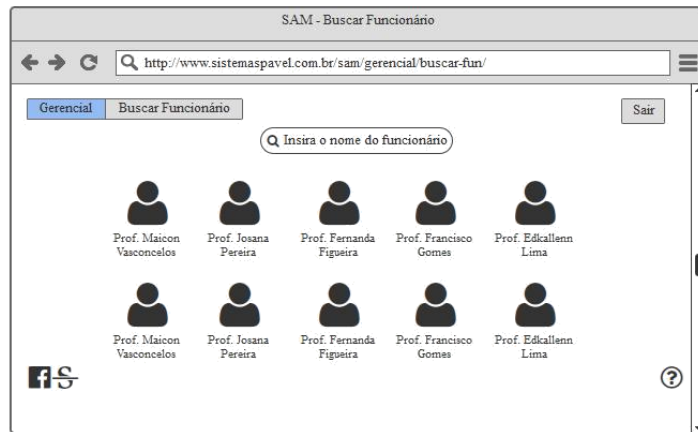 SAM - Buscar Funcionário
http://www.sistemaspavel.com.br/sam/gerencial/buscar-fun/
Gerencial Buscar Funcionário Sair
Insira o nome do funcionário
Prof. Maicon Prof. Josana Prof. Fernanda Prof. Francisco Prof. Edkallenn
Vasconcelos Pereira Figueira Gomes Lima
Prof. Maicon Prof. Josana Prof. Fernanda Prof. Francisco Prof. Edkallenn
Vasconcelos Pereira Figueira Gomes Lima